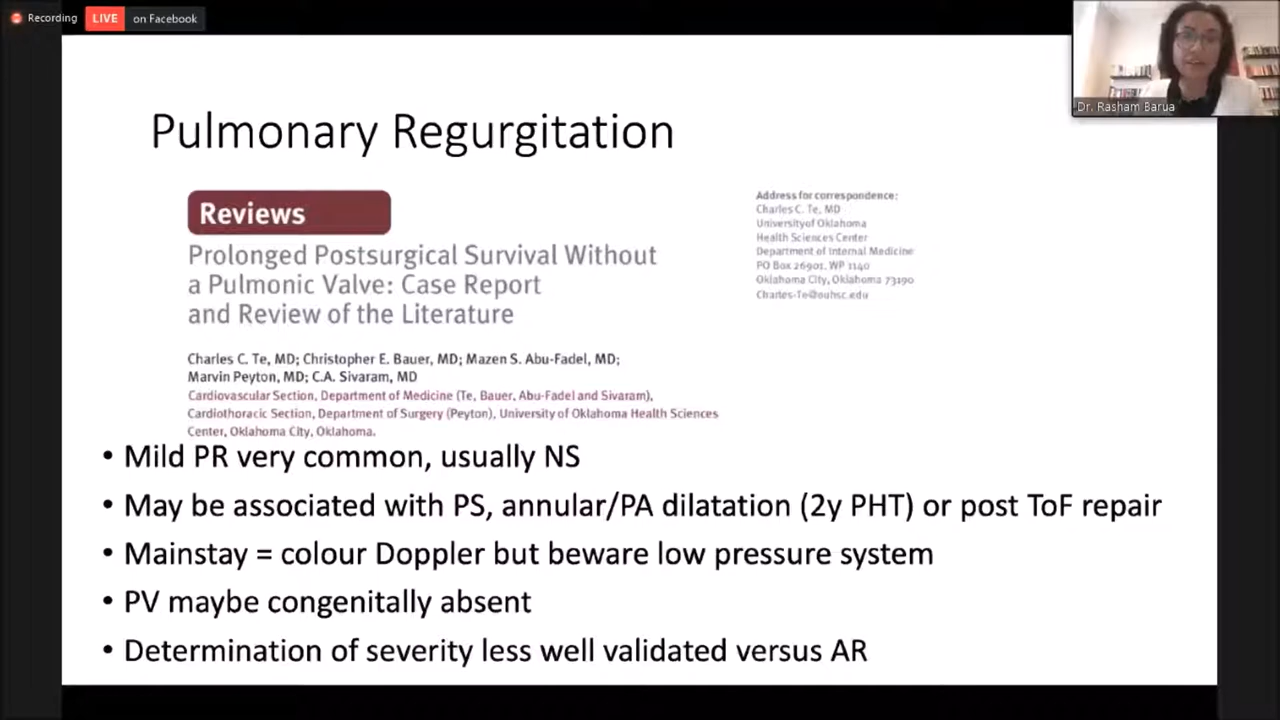 Recording LIVE on Facebook
Dr. Rasham Barua
Pulmonary Regurgitation
Reviews
Prolonged Postsurgical Survival Without
a Pulmonic Valve: Case Report
and Review of the Literature
Charles C. Te, MD; Christopher E. Bauer, MD; Mazen S. Abu-Fadel, MD;
Marvin Peyton, MD; C.A. Sivaram, MD
Cardiovascular Section, Department of Medicine (Te, Bauer, Abu-Fadel and Sivaram),
Cardiothoracic Section, Department of Surgery (Peyton), University of Oklahoma Health Sciences
Center, Oklahoma City, Oklahoma.
Address for correspondence:
Charles C. Te, MD
University of Oklahoma
Health Sciences Center
Department of Internal Medicine
PO Box 26901, WP 1140
Oklahoma City, Oklahoma 73190
Charles-Te@ouhsc.edu
• Mild PR very common, usually NS
• May be associated with PS, annular/PA dilatation (2y PHT) or post ToF repair
• Mainstay = colour Doppler but beware low pressure system
• PV maybe congenitally absent
• Determination of severity less well validated versus AR